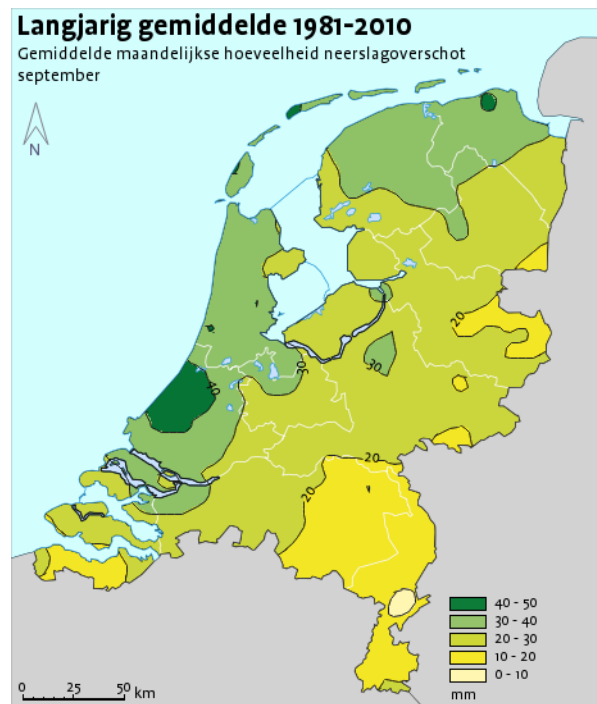 Langjarig gemiddelde 1981-2010
Gemiddelde maandelijkse hoeveelheid neerslagoverschot
september
N
20
30
30
40
20
20
40 - 50
30 - 40
20 - 30
10 - 20
0 - 10
mm
0 25 50 km